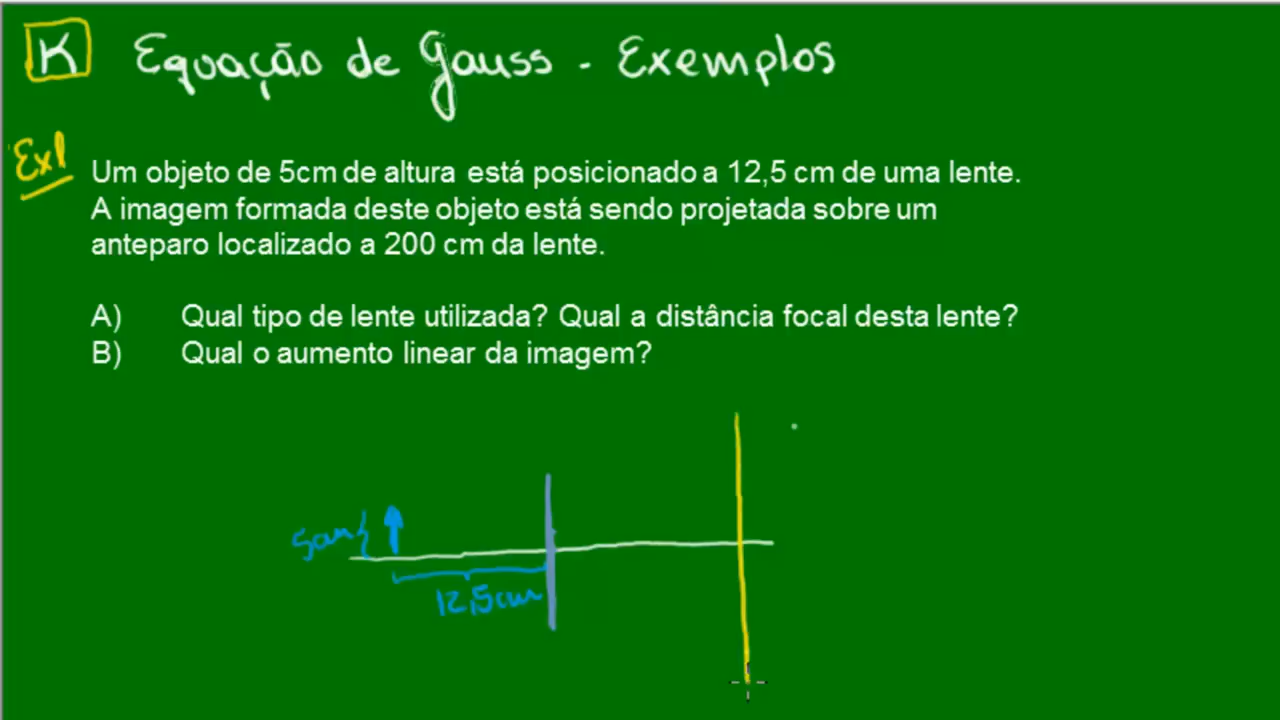 K Equação de Gauss - Exemplos
Ex1
Um objeto de 5cm de altura está posicionado a 12,5 cm de uma lente.
A imagem formada deste objeto está sendo projetada sobre um
anteparo localizado a 200 cm da lente.
A) Qual tipo de lente utilizada? Qual a distância focal desta lente?
B) Qual o aumento linear da imagem?
5cm
12,5cm